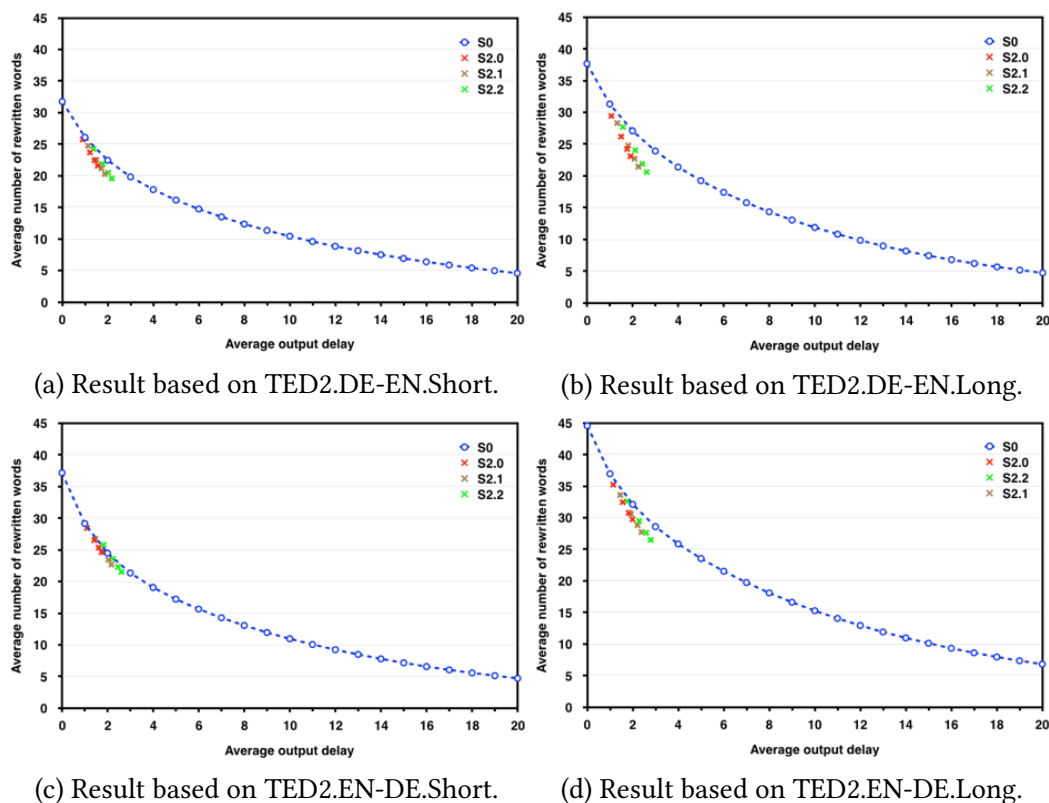 45
40
35
30
25
20
15
10
5
0
Average number of rewritten words
S0
S2.0
S2.1
S2.2
0 2 4 6 8 10 12 14 16 18 20
Average output delay
(a) Result based on TED2.DE-EN.Short.
45
40
35
30
25
20
15
10
5
0
Average number of rewritten words
S0
S2.0
S2.1
S2.2
0 2 4 6 8 10 12 14 16 18 20
Average output delay
(b) Result based on TED2.DE-EN.Long.
45
40
35
30
25
20
15
10
5
0
Average number of rewritten words
S0
S2.0
S2.1
S2.2
0 2 4 6 8 10 12 14 16 18 20
Average output delay
(c) Result based on TED2.EN-DE.Short.
45
40
35
30
25
20
15
10
5
0
Average number of rewritten words
S0
S2.0
S2.2
S2.1
0 2 4 6 8 10 12 14 16 18 20
Average output delay
(d) Result based on TED2.EN-DE.Long.